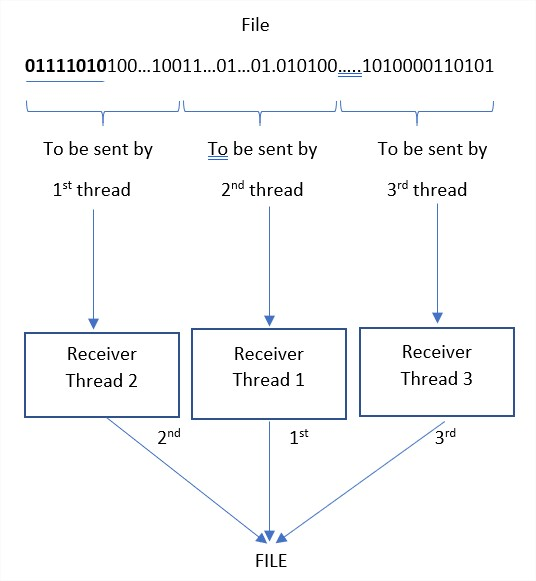 File
01111010100...10011...01...01.010100.....1010000110101
To be sent by To be sent by To be sent by
1st thread 2nd thread 3rd thread
Receiver Receiver Receiver
Thread 2 Thread 1 Thread 3
2nd 1st 3rd
FILE